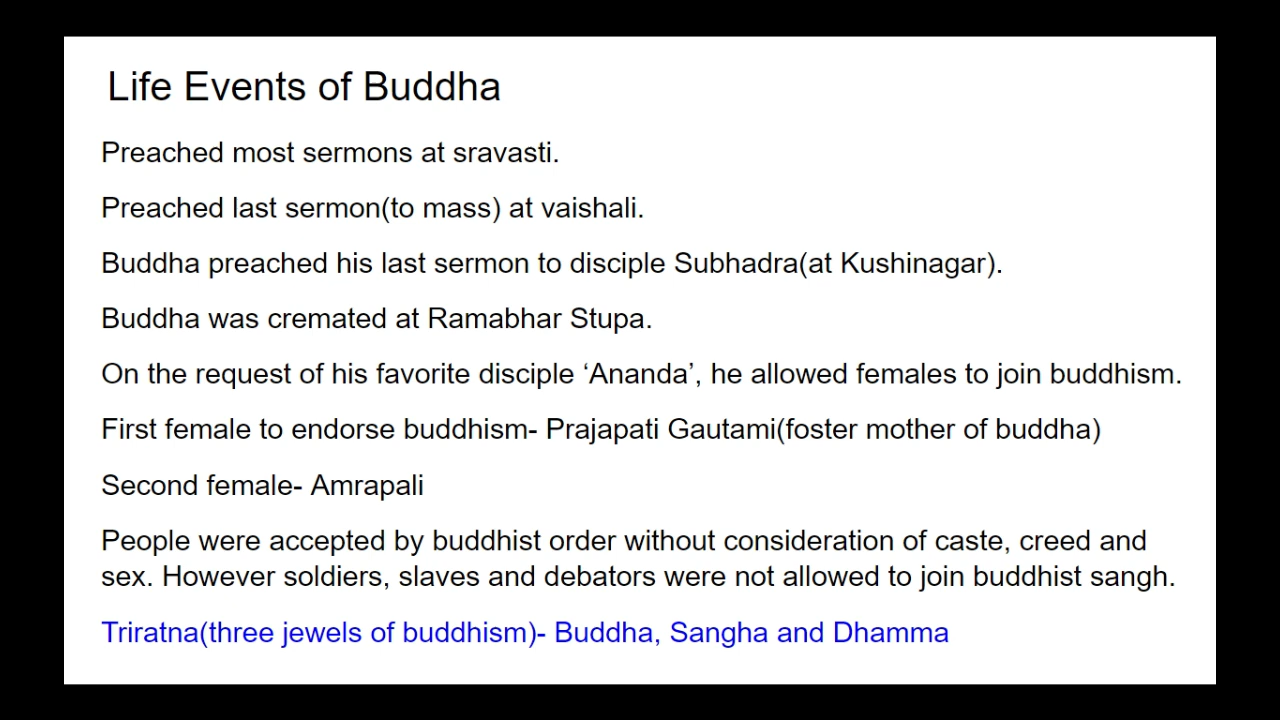 Life Events of Buddha
Preached most sermons at sravasti.
Preached last sermon(to mass) at vaishali.
Buddha preached his last sermon to disciple Subhadra(at Kushinagar).
Buddha was cremated at Ramabhar Stupa.
On the request of his favorite disciple ‘Ananda’, he allowed females to join buddhism.
First female to endorse buddhism- Prajapati Gautami(foster mother of buddha)
Second female- Amrapali
People were accepted by buddhist order without consideration of caste, creed and
sex. However soldiers, slaves and debators were not allowed to join buddhist sangh.
Triratna(three jewels of buddhism)- Buddha, Sangha and Dhamma